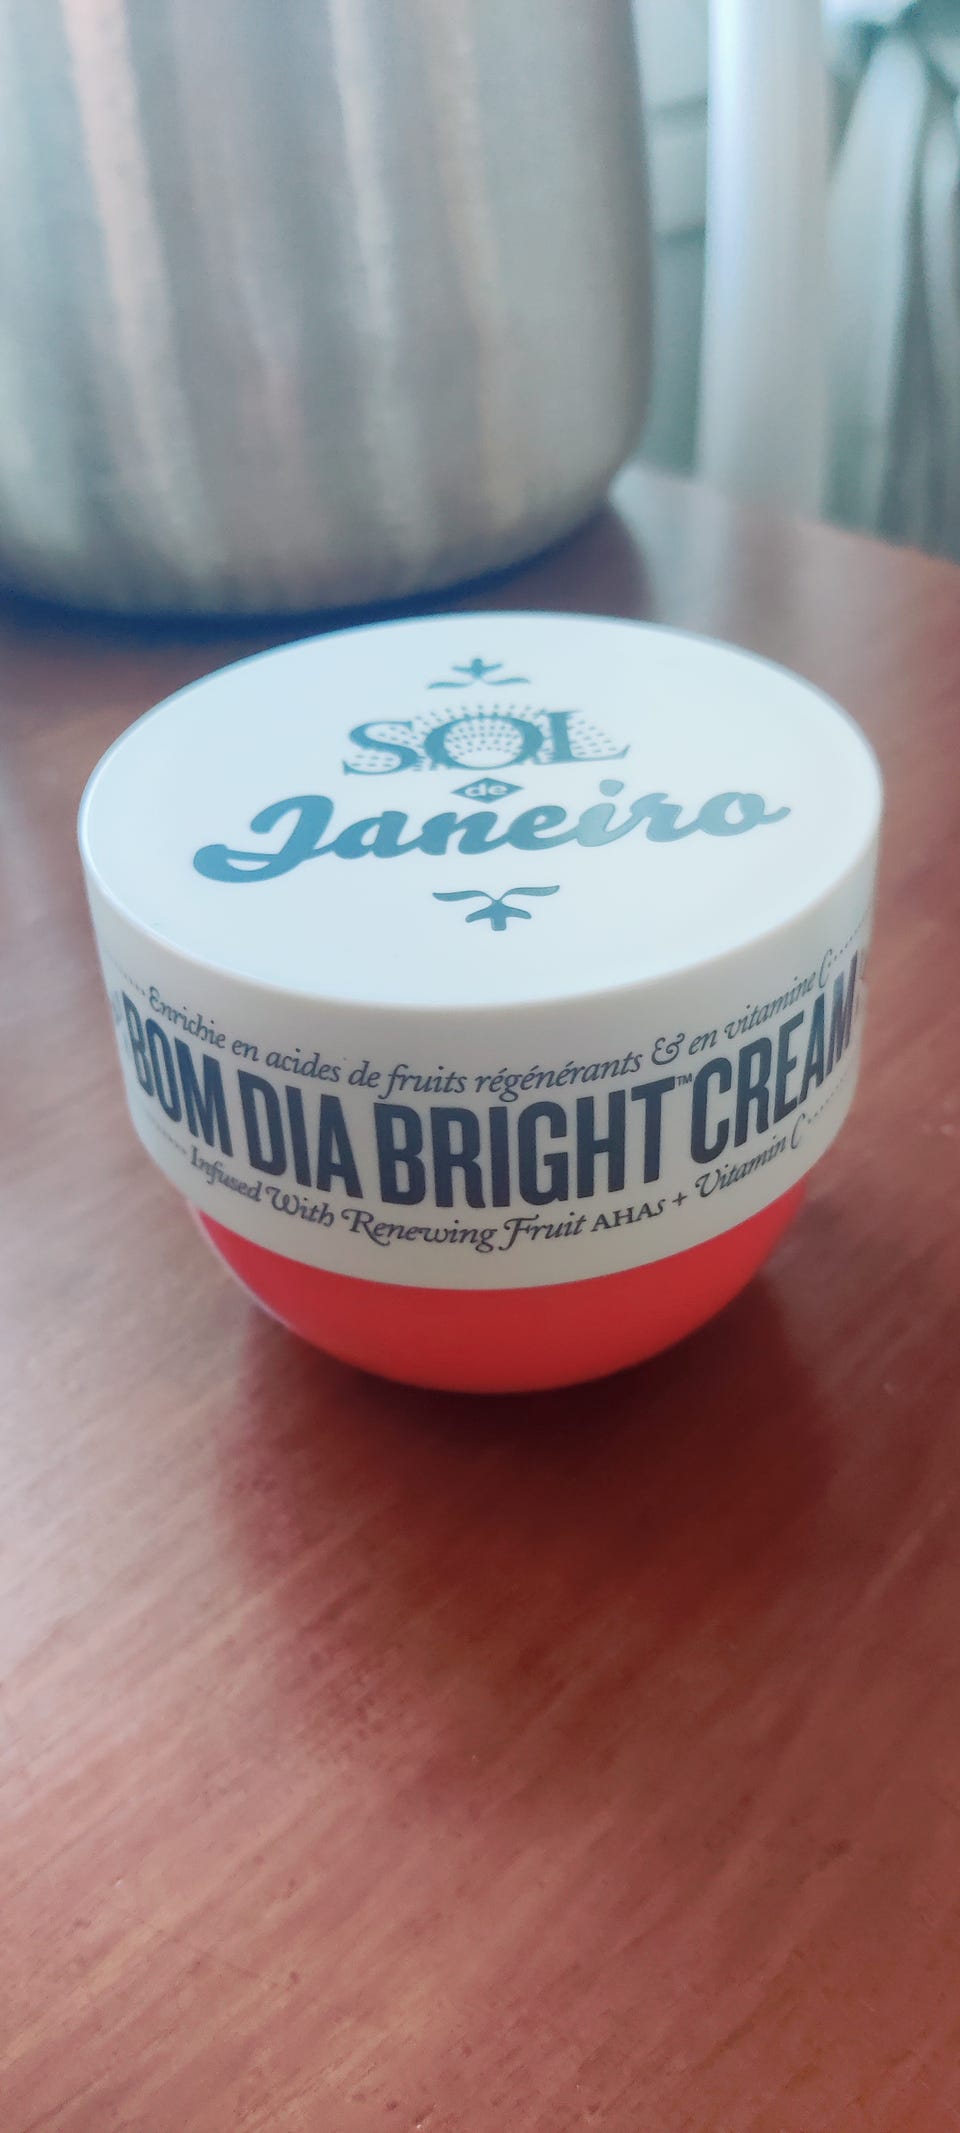 SOL
de
Janeiro
Enrichie en acides de fruits régénérants & en vitamine C
BOM DIA BRIGHT™ CREAM
Infused With Renewing Fruit AHAs + Vitamin C